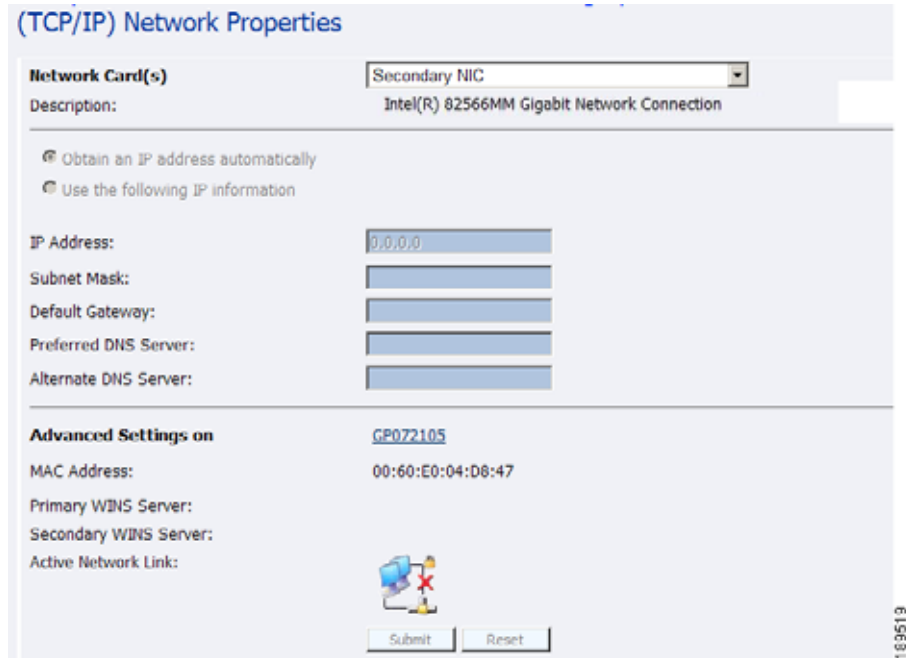 (TCP/IP) Network Properties
Network Card(s) Secondary NIC
Description: Intel(R) 82566MM Gigabit Network Connection
Obtain an IP address automatically
Use the following IP information
IP Address: 0.0.0.0
Subnet Mask:
Default Gateway:
Preferred DNS Server:
Alternate DNS Server:
Advanced Settings on GP072105
MAC Address: 00:60:E0:04:D8:47
Primary WINS Server:
Secondary WINS Server:
Active Network Link:
Submit Reset
189519